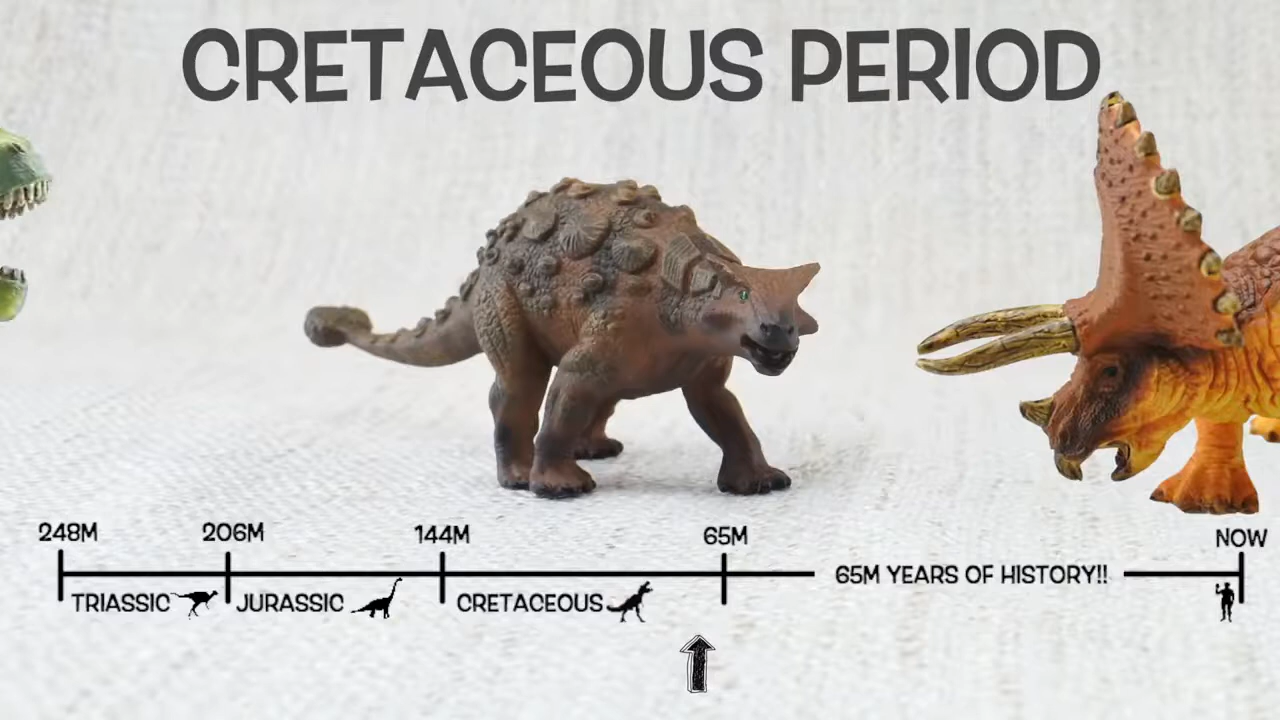 CRETACEOUS PERIOD
248M 206M 144M 65M NOW
65M YEARS OF HISTORY!!
TRIASSIC JURASSIC CRETACEOUS